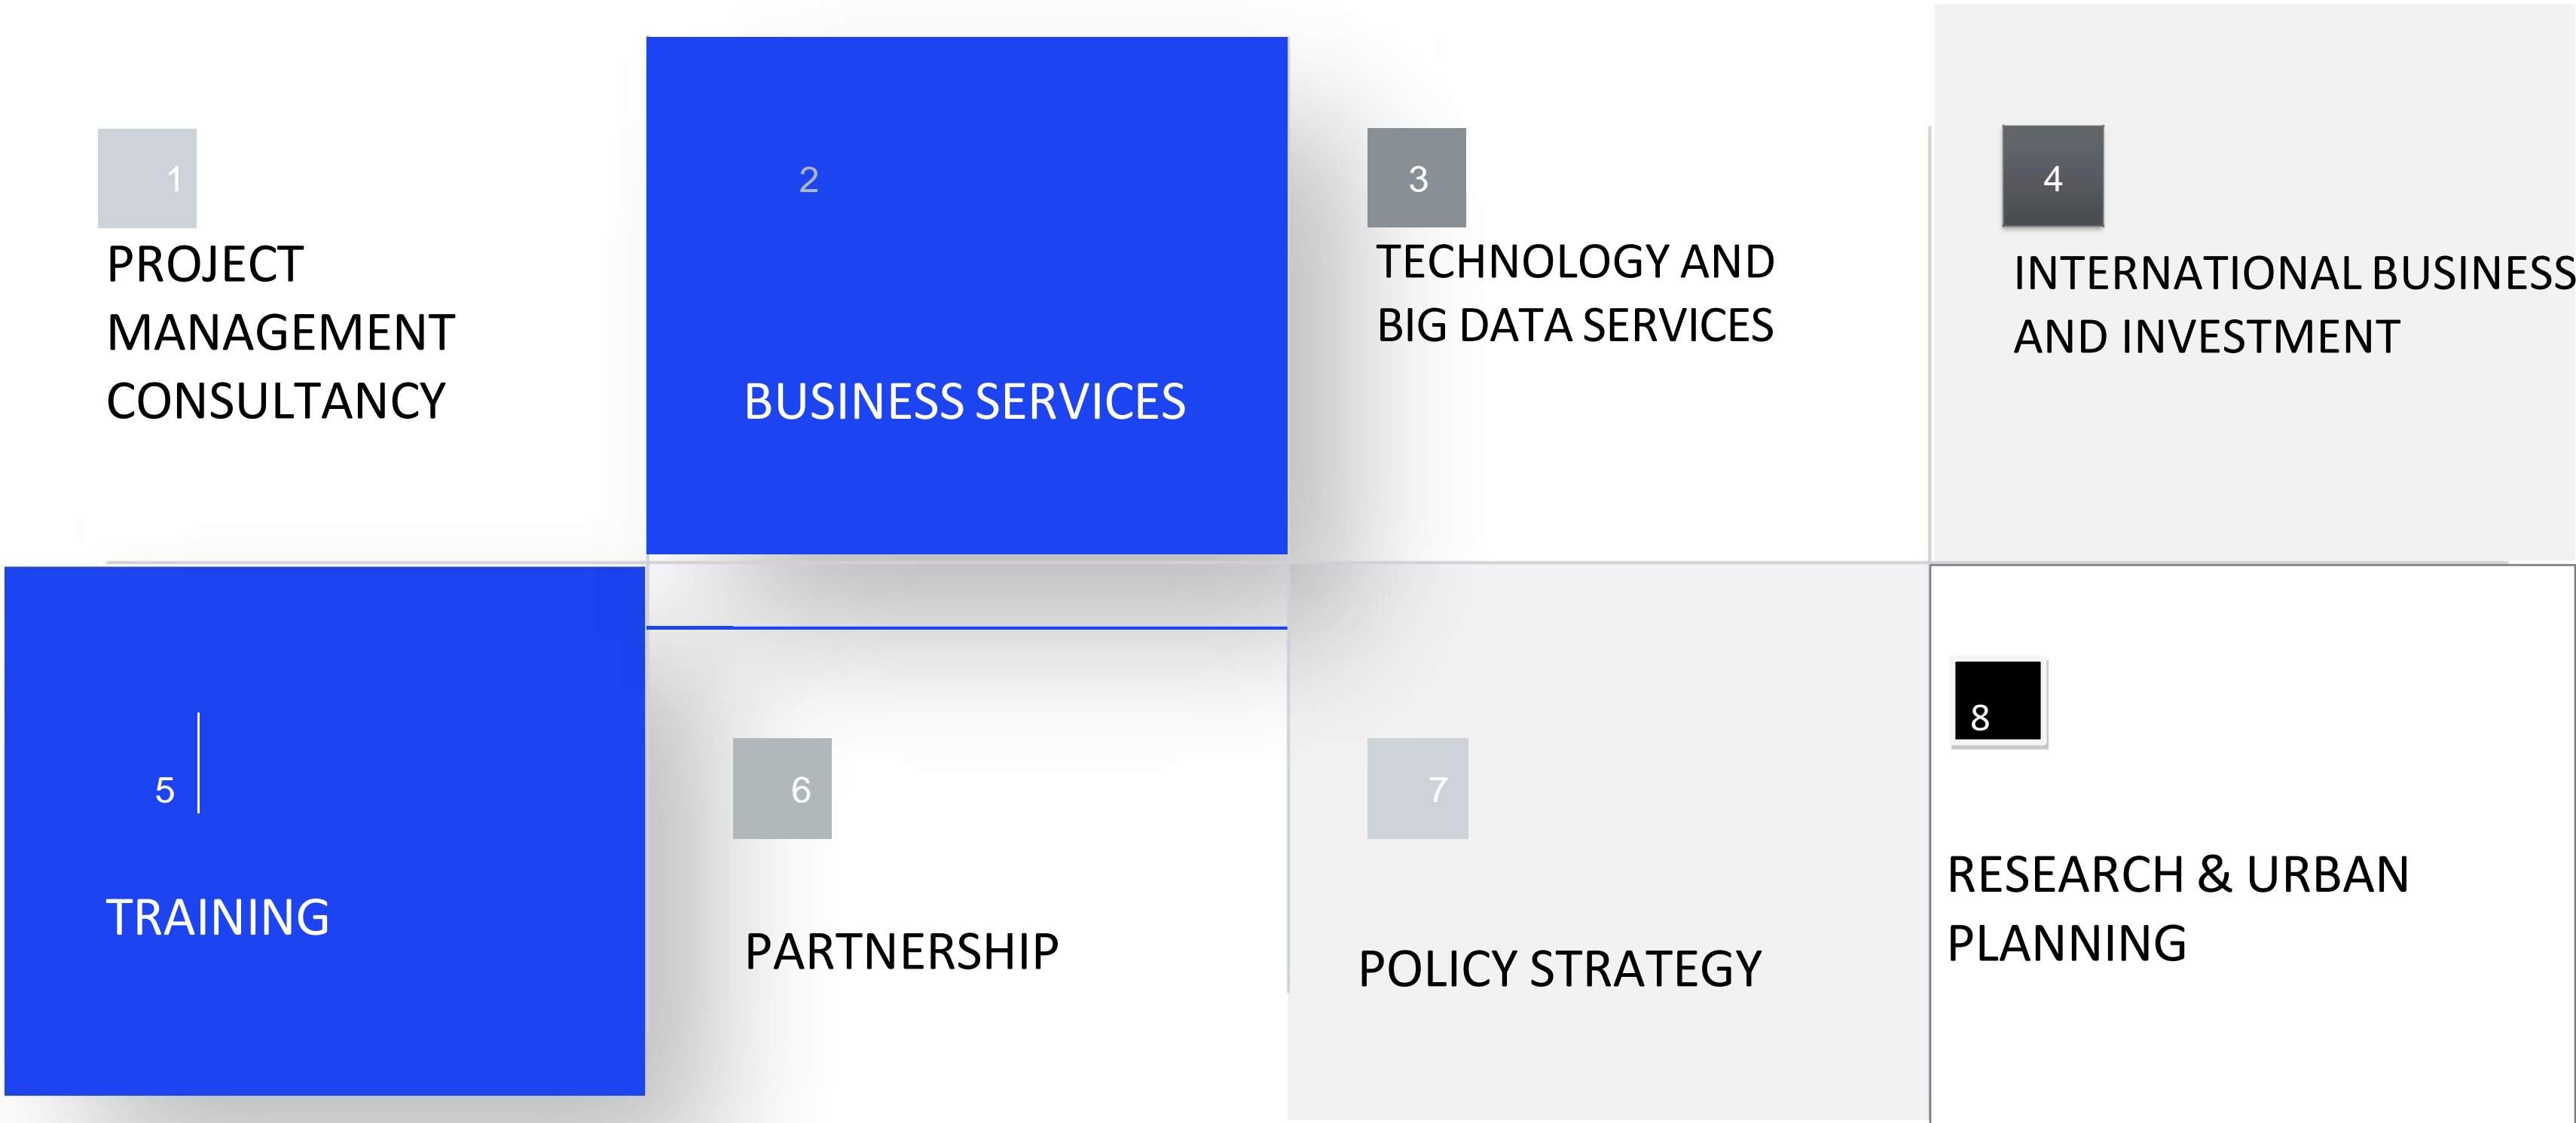 1
PROJECT
MANAGEMENT
CONSULTANCY
2
BUSINESS SERVICES
3
TECHNOLOGY AND
BIG DATA SERVICES
4
INTERNATIONAL BUSINESS
AND INVESTMENT
5
TRAINING
6
PARTNERSHIP
7
POLICY STRATEGY
8
RESEARCH & URBAN
PLANNING